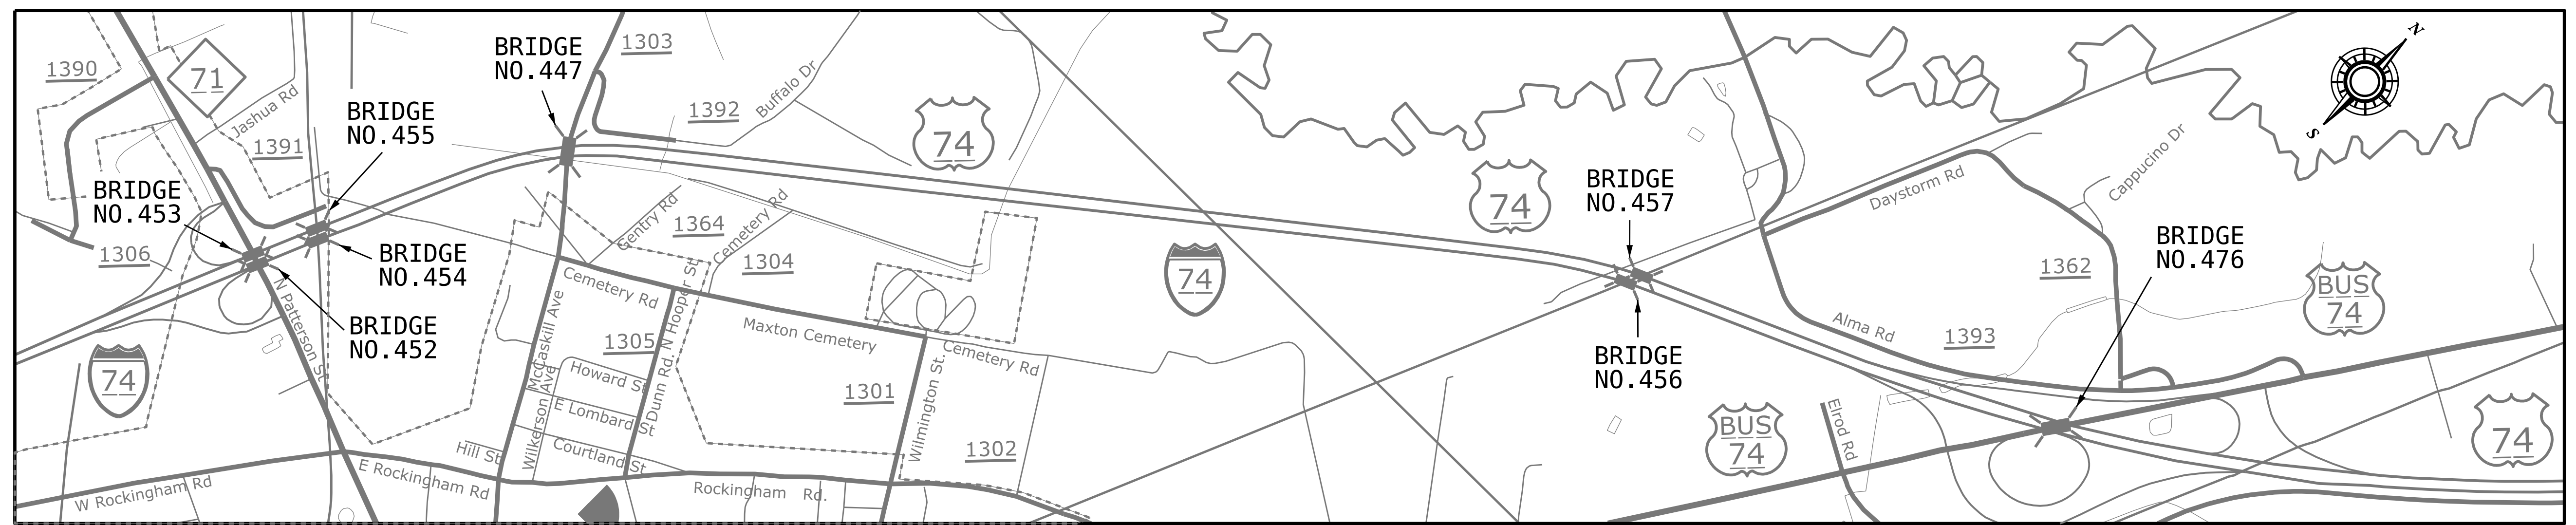 1390
71
Jashua Rd
1391
BRIDGE
NO.455
BRIDGE
NO.447
1303
1392
Buffalo Dr
74
BRIDGE
NO.453
1306
BRIDGE
NO.454
BRIDGE
NO.452
74
N Patterson St
W Rockingham Rd
E Rockingham Rd
Gentry Rd
1364
Cemetery Rd
1304
Cemetery Rd
McCaskill Ave
1305
Dunn Rd. N Hooper St
Howard St
E Lombard St
Wilkerson Ave
Courtland St
Hill St
Maxton Cemetery
Cemetery Rd
1301
Wilmington St.
1302
Rockingham Rd.
74
74
BRIDGE
NO.457
BRIDGE
NO.456
N
S
Daystorm Rd
Cappucino Dr
1362
BRIDGE
NO.476
Alma Rd
1393
BUS
74
BUS
74
Elrod Rd
74